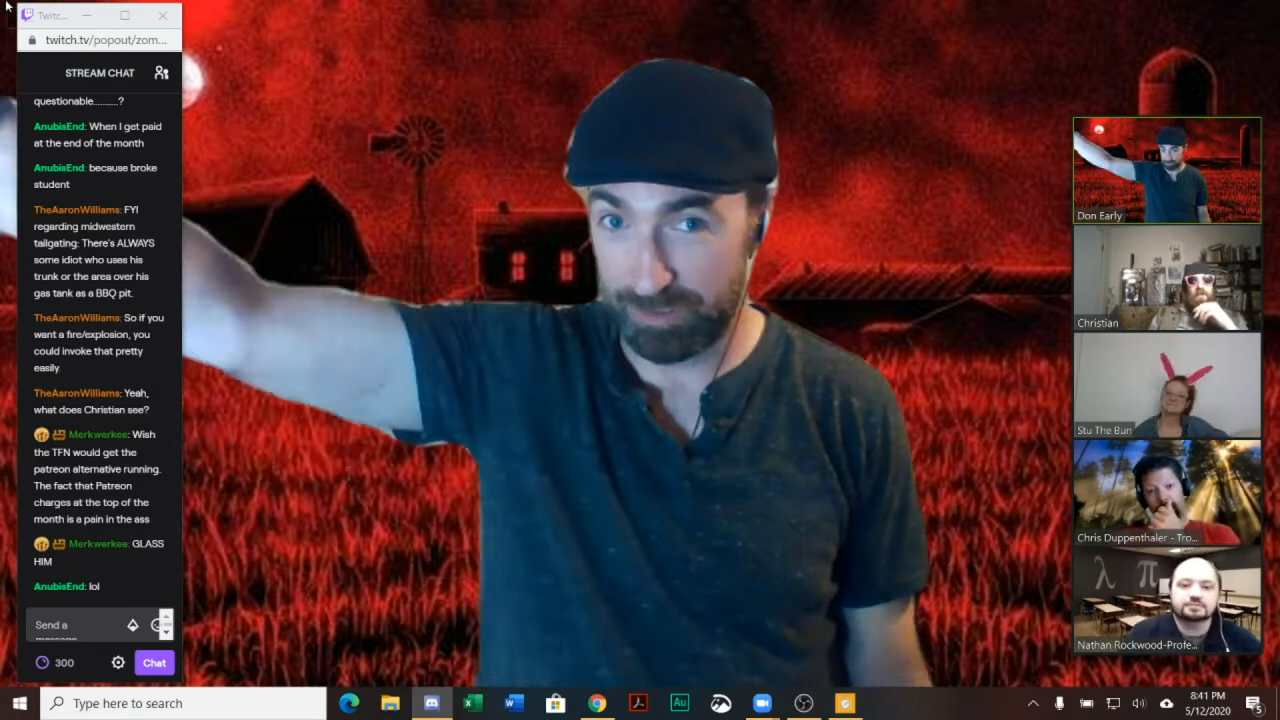 Twitc...
twitch.tv/popout/zom...
STREAM CHAT
questionable...........?
AnubisEnd: When I get paid
at the end of the month
AnubisEnd: because broke
student
TheAaronWilliams: FYI
regarding midwestern
tailgating: There's ALWAYS
some idiot who uses his
trunk or the area over his
gas tank as a BBQ pit.
TheAaronWilliams: So if you
want a fire/explosion, you
could invoke that pretty
easily.
TheAaronWilliams: Yeah,
what does Christian see?
Merkwerkee: Wish
the TFN would get the
patreon alternative running.
The fact that Patreon
charges at the top of the
month is a pain in the ass
Merkwerkee: GLASS
HIM
AnubisEnd: lol
Send a
message
300
Chat
Don Early
Christian
Stu The Bun
Chris Duppenthaler - Tro...
λ π
Nathan Rockwood-Profe...
Type here to search
Au
8:41 PM
5/12/2020
5